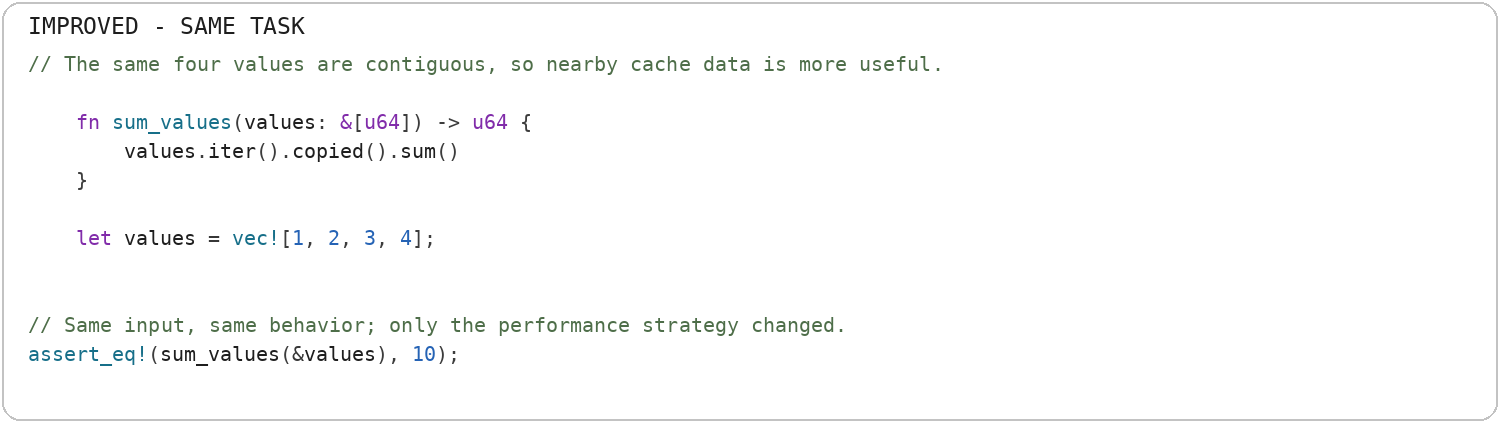 IMPROVED - SAME TASK
// The same four values are contiguous, so nearby cache data is more useful.
    fn sum_values(values: &[u64]) -> u64 {
        values.iter().copied().sum()
    }
    let values = vec![1, 2, 3, 4];
// Same input, same behavior; only the performance strategy changed.
assert_eq!(sum_values(&values), 10);